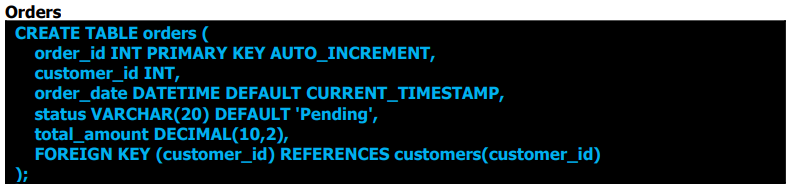 Orders
CREATE TABLE orders (
order_id INT PRIMARY KEY AUTO_INCREMENT,
customer_id INT,
order_date DATETIME DEFAULT CURRENT_TIMESTAMP,
status VARCHAR(20) DEFAULT 'Pending',
total_amount DECIMAL(10,2),
FOREIGN KEY (customer_id) REFERENCES customers(customer_id)
);